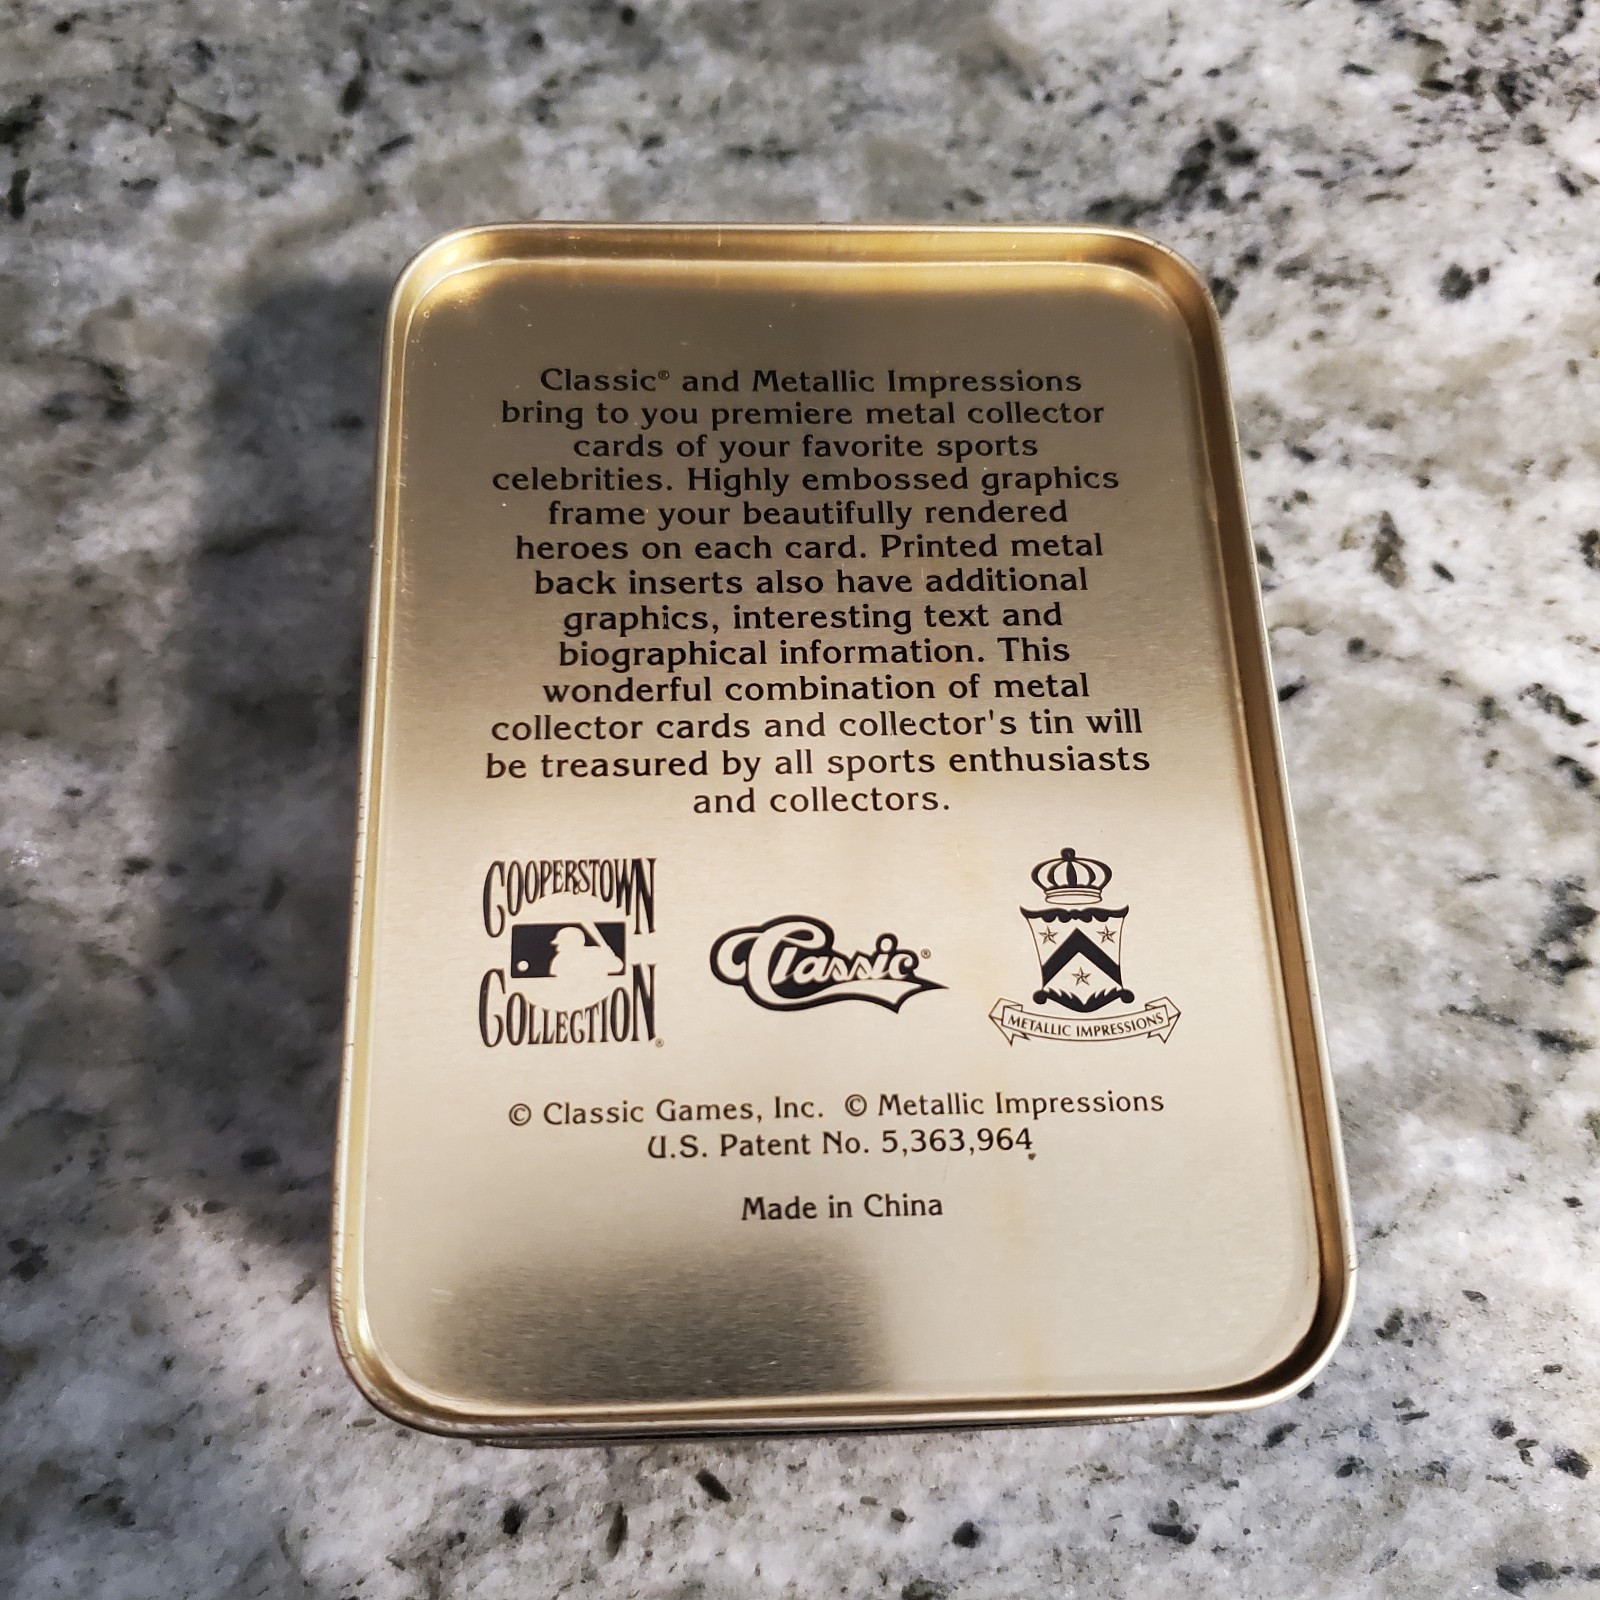 Classic® and Metallic Impressions
bring to you premiere metal collector
cards of your favorite sports
celebrities. Highly embossed graphics
frame your beautifully rendered
heroes on each card. Printed metal
back inserts also have additional
graphics, interesting text and
biographical information. This
wonderful combination of metal
collector cards and collector's tin will
be treasured by all sports enthusiasts
and collectors.
COOPERSTOWN
COLLECTION®
Classic®
METALLIC IMPRESSIONS
© Classic Games, Inc. © Metallic Impressions
U.S. Patent No. 5,363,964
Made in China